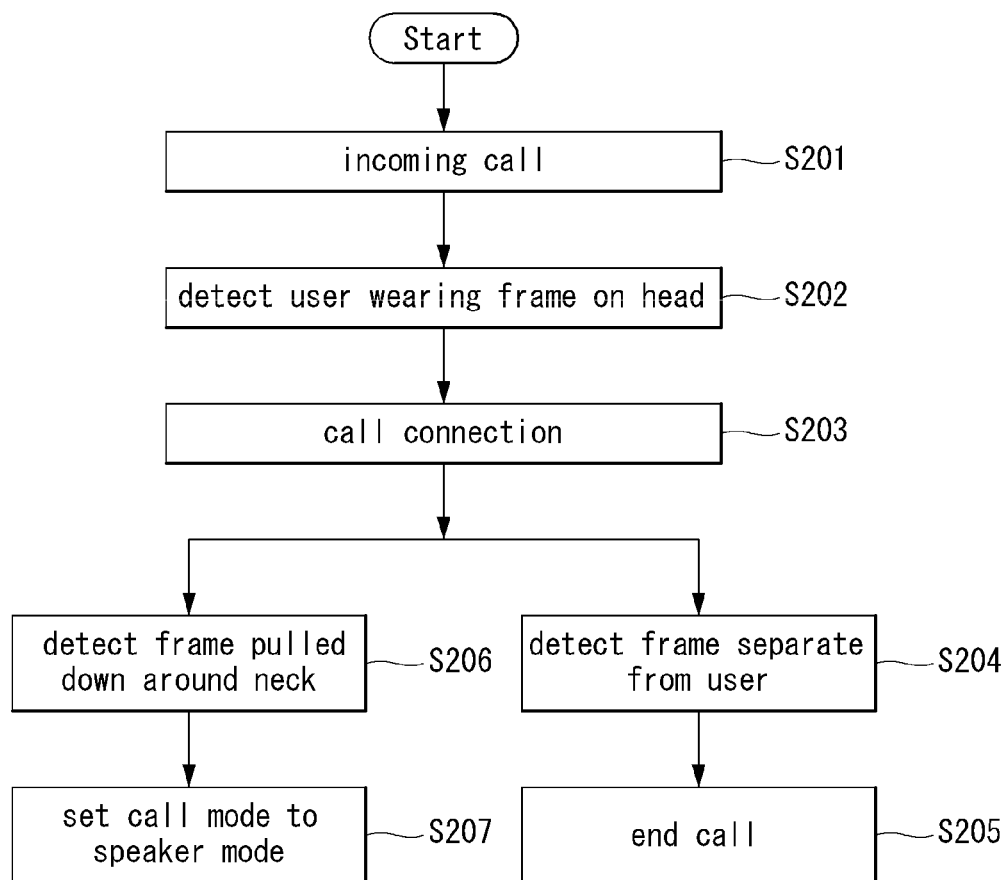 Start
incoming call
S201
detect user wearing frame on head
S202
call connection
S203
detect frame pulled
down around neck
S206
detect frame separate
from user
S204
set call mode to
speaker mode
S207
end call
S205